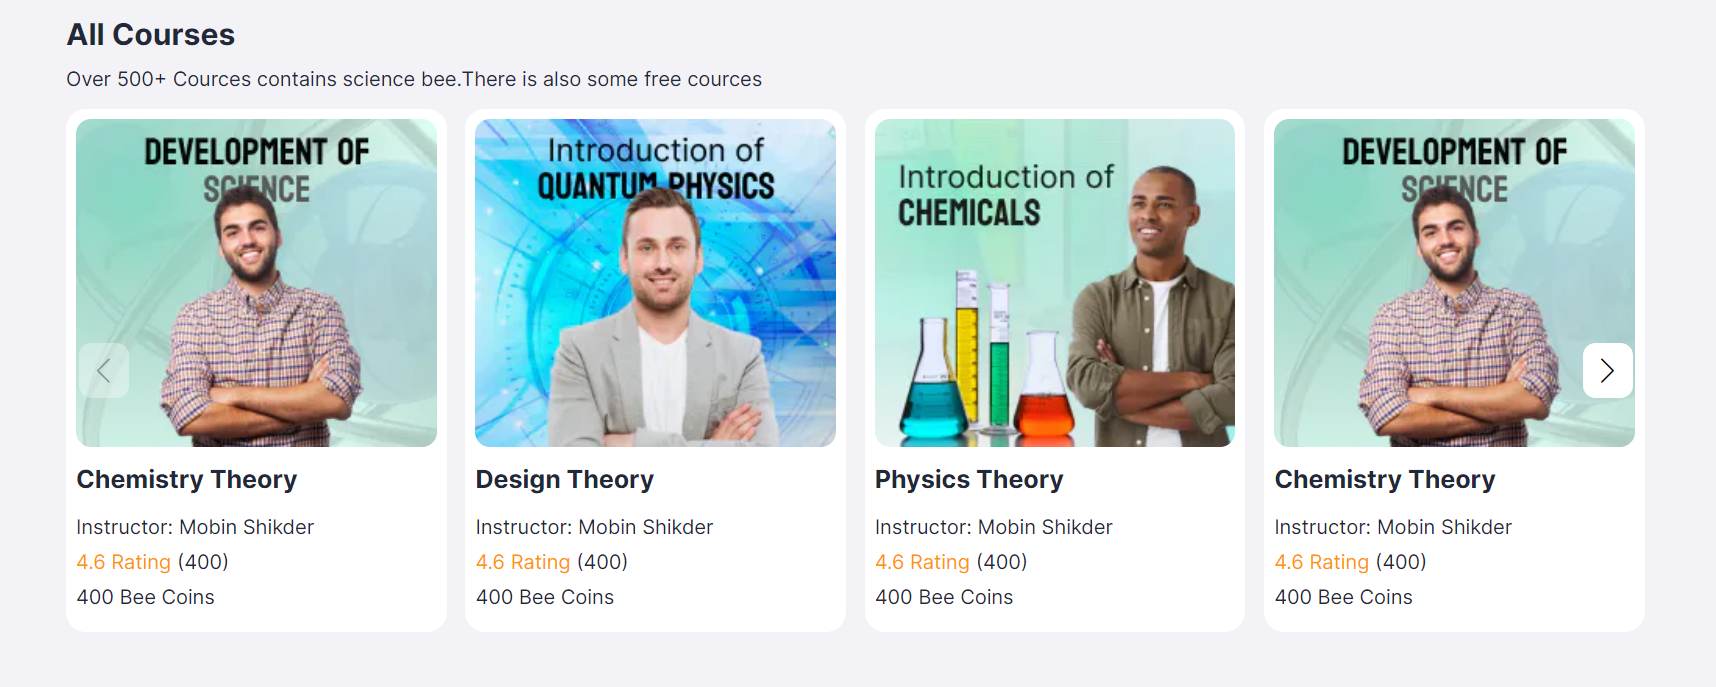 All Courses
Over 500+ Cources contains science bee.There is also some free cources
DEVELOPMENT OF
SCIENCE
Chemistry Theory
Instructor: Mobin Shikder
4.6 Rating (400)
400 Bee Coins
Introduction of
QUANTUM PHYSICS
Design Theory
Instructor: Mobin Shikder
4.6 Rating (400)
400 Bee Coins
Introduction of
CHEMICALS
Physics Theory
Instructor: Mobin Shikder
4.6 Rating (400)
400 Bee Coins
DEVELOPMENT OF
SCIENCE
Chemistry Theory
Instructor: Mobin Shikder
4.6 Rating (400)
400 Bee Coins